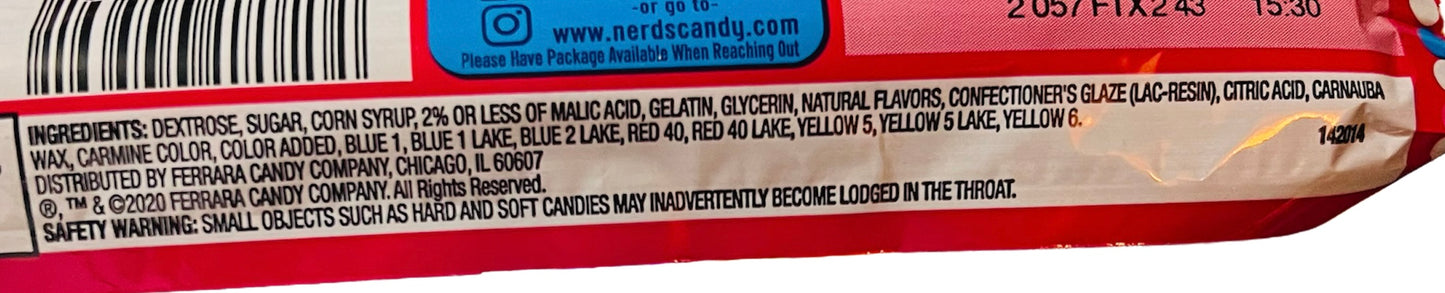 -or go to-
www.nerdscandy.com
Please Have Package Available When Reaching Out
2057 FTX2 43 15:30
INGREDIENTS: DEXTROSE, SUGAR, CORN SYRUP, 2% OR LESS OF MALIC ACID, GELATIN, GLYCERIN, NATURAL FLAVORS, CONFECTIONER'S GLAZE (LAC-RESIN), CITRIC ACID, CARNAUBA
WAX, CARMINE COLOR, COLOR ADDED, BLUE 1, BLUE 1 LAKE, BLUE 2 LAKE, RED 40, RED 40 LAKE, YELLOW 5, YELLOW 5 LAKE, YELLOW 6.
142014
DISTRIBUTED BY FERRARA CANDY COMPANY, CHICAGO, IL 60607
®, ™ & ©2020 FERRARA CANDY COMPANY. All Rights Reserved.
SAFETY WARNING: SMALL OBJECTS SUCH AS HARD AND SOFT CANDIES MAY INADVERTENTLY BECOME LODGED IN THE THROAT.